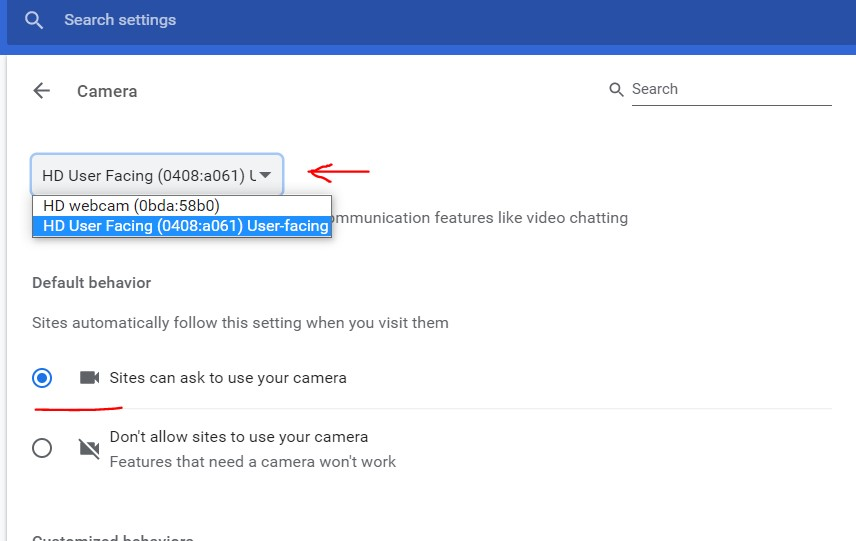 Search settings
Camera
Search
HD User Facing (0408:a061) U
HD webcam (0bda:58b0)
HD User Facing (0408:a061) User-facing
ommunication features like video chatting
Default behavior
Sites automatically follow this setting when you visit them
Sites can ask to use your camera
Don't allow sites to use your camera
Features that need a camera won't work
Customized behaviors